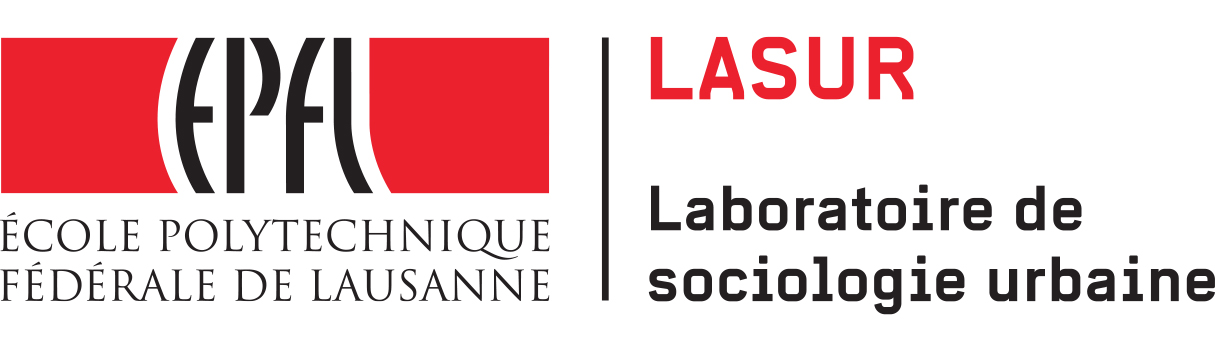 EPFL
ÉCOLE POLYTECHNIQUE
FÉDÉRALE DE LAUSANNE
LASUR
Laboratoire de
sociologie urbaine